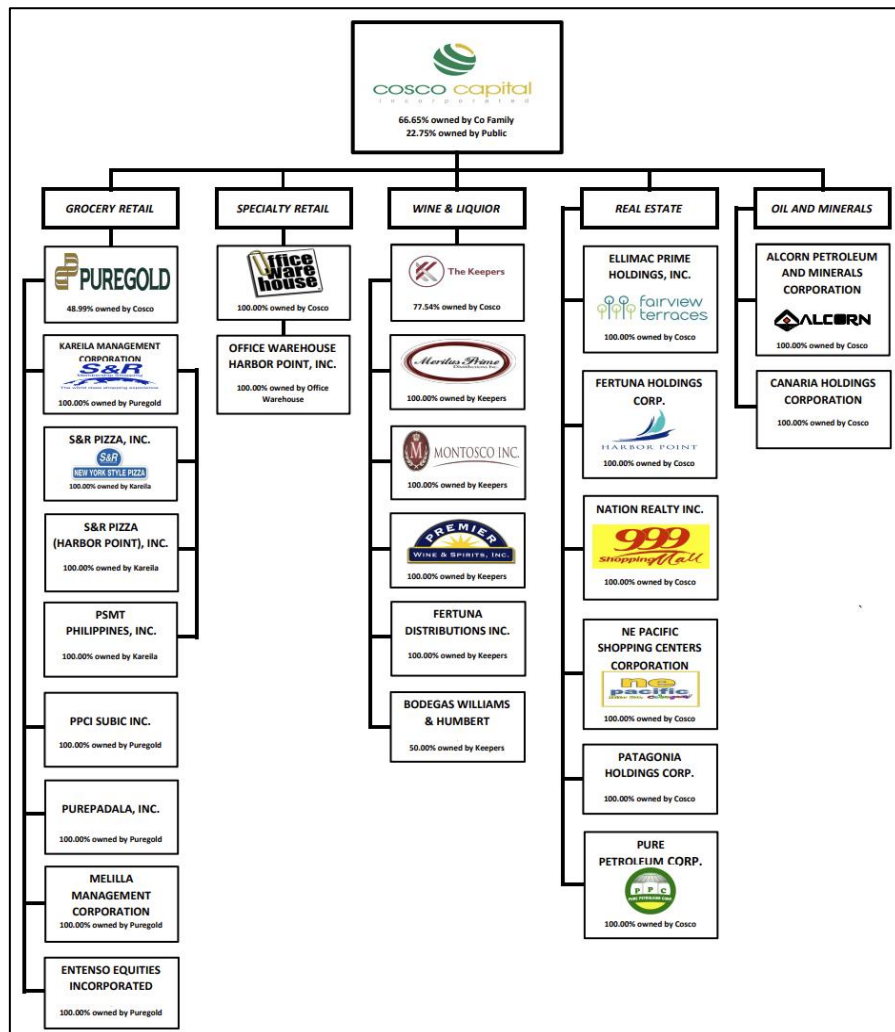 cosco capital
incorporated
66.65% owned by Co Family
22.75% owned by Public
GROCERY RETAIL
PUREGOLD
48.99% owned by Cosco
KAREILA MANAGEMENT
CORPORATION
S&R
Membership Shopping
100.00% owned by Puregold
S&R PIZZA, INC.
S&R
NEW YORK STYLE PIZZA
100.00% owned by Kareila
S&R PIZZA
(HARBOR POINT), INC.
100.00% owned by Kareila
PSMT
PHILIPPINES, INC.
100.00% owned by Kareila
PPCI SUBIC INC.
100.00% owned by Puregold
PUREPADALA, INC.
100.00% owned by Puregold
MELILLA
MANAGEMENT
CORPORATION
100.00% owned by Puregold
ENTENSO EQUITIES
INCORPORATED
100.00% owned by Puregold
SPECIALTY RETAIL
Office
Ware
house
100.00% owned by Cosco
OFFICE WAREHOUSE
HARBOR POINT, INC.
100.00% owned by Office
Warehouse
WINE & LIQUIOR
The Keepers
77.54% owned by Cosco
Meritus Prime
Distributions, Inc.
100.00% owned by Keepers
M
MONTOSCO INC.
100.00% owned by Keepers
PREMIER
WINE & SPIRITS, INC.
100.00% owned by Keepers
FERTUNA
DISTRIBUTIONS INC.
100.00% owned by Keepers
BODEGAS WILLIAMS
& HUMBERT
50.00% owned by Keepers
REAL ESTATE
ELLIMAC PRIME
HOLDINGS, INC.
fairview
terraces
100.00% owned by Cosco
FERTUNA HOLDINGS
CORP.
HARBOR POINT
100.00% owned by Cosco
NATION REALTY INC.
999
Shopping Mall
100.00% owned by Cosco
NE PACIFIC
SHOPPING CENTERS
CORPORATION
ne
pacific
100.00% owned by Cosco
PATAGONIA
HOLDINGS CORP.
100.00% owned by Cosco
PURE
PETROLEUM CORP.
PPC
PURE PETROLEUM CORP
100.00% owned by Cosco
OIL AND MINERALS
ALCORN PETROLEUM
AND MINERALS
CORPORATION
ALCORN
100.00% owned by Cosco
CANARIA HOLDINGS
CORPORATION
100.00% owned by Cosco